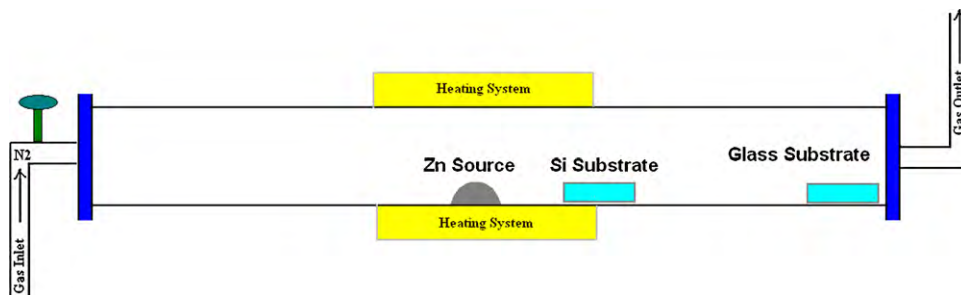 Heating System
Gas Outlet
N2
Zn Source
Si Substrate
Glass Substrate
Heating System
Gas Inlet